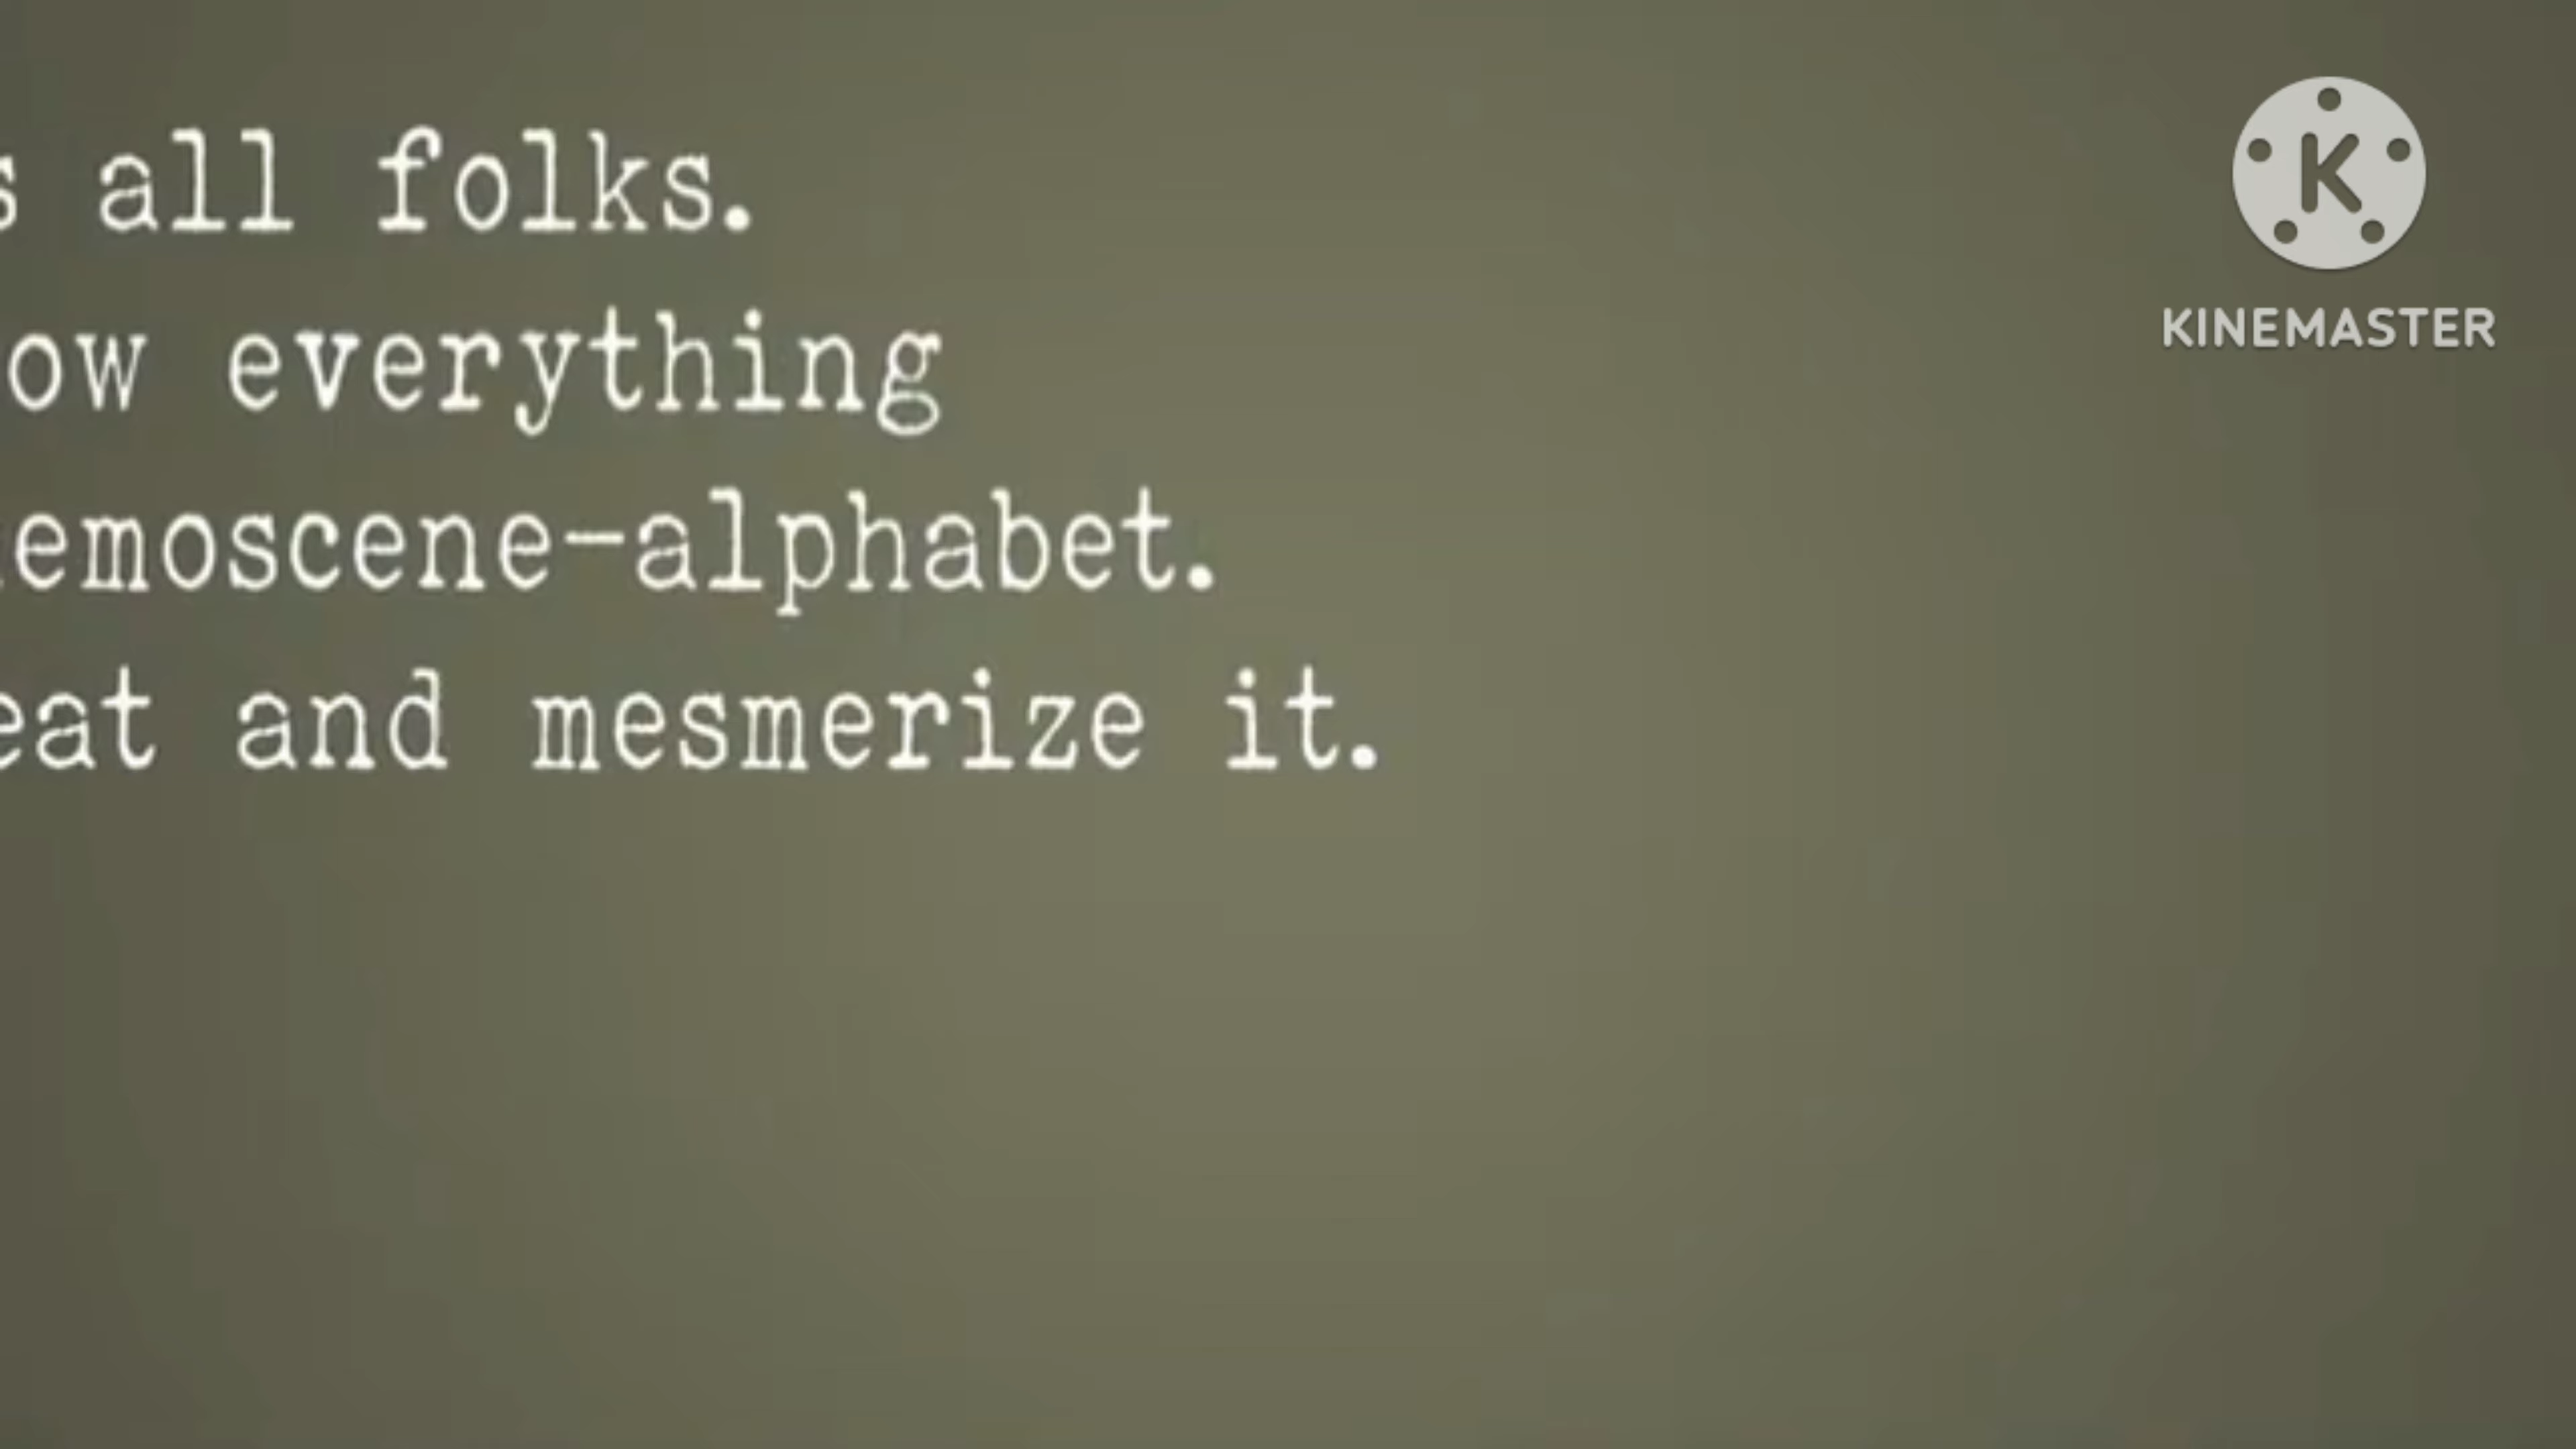 s all folks.
ow everything
emoscene-alphabet.
eat and mesmerize it.
K
KINEMASTER